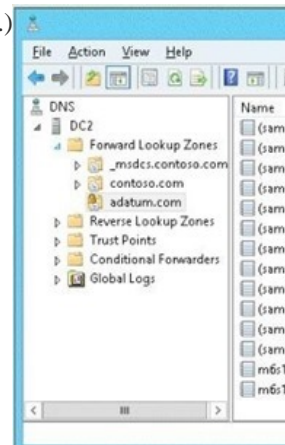 .)
File Action View Help
DNS
DC2
Forward Lookup Zones
_msdcs.contoso.com
contoso.com
adatum.com
Reverse Lookup Zones
Trust Points
Conditional Forwarders
Global Logs
Name
(sam
(sam
(sam
(sam
(sam
(sam
(sam
(sam
(sam
(sam
(sam
(sam
m6s1
m6s1